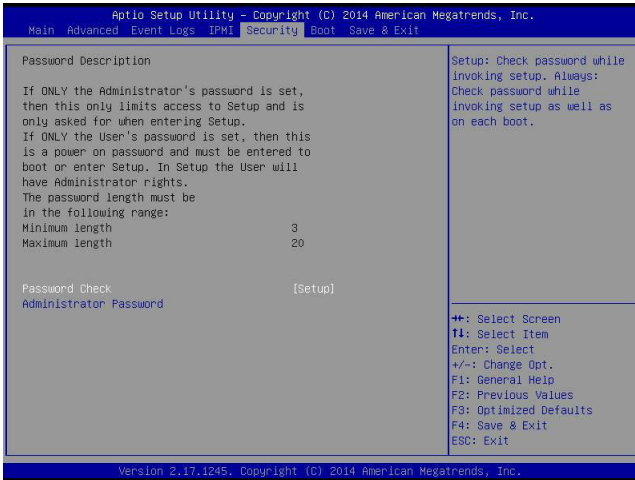 Aptio Setup Utility – Copyright (C) 2014 American Megatrends, Inc.
Main Advanced Event Logs IPMI Security Boot Save & Exit
Password Description
If ONLY the Administrator's password is set,
then this only limits access to Setup and is
only asked for when entering Setup.
If ONLY the User's password is set, then this
is a power on password and must be entered to
boot or enter Setup. In Setup the User will
have Administrator rights.
The password length must be
in the following range:
Minimum length 3
Maximum length 20
Password Check [Setup]
Administrator Password
Setup: Check password while
invoking setup. Always:
Check password while
invoking setup as well as
on each boot.
→←: Select Screen
↑↓: Select Item
Enter: Select
+/-: Change Opt.
F1: General Help
F2: Previous Values
F3: Optimized Defaults
F4: Save & Exit
ESC: Exit
Version 2.17.1245. Copyright (C) 2014 American Megatrends, Inc.